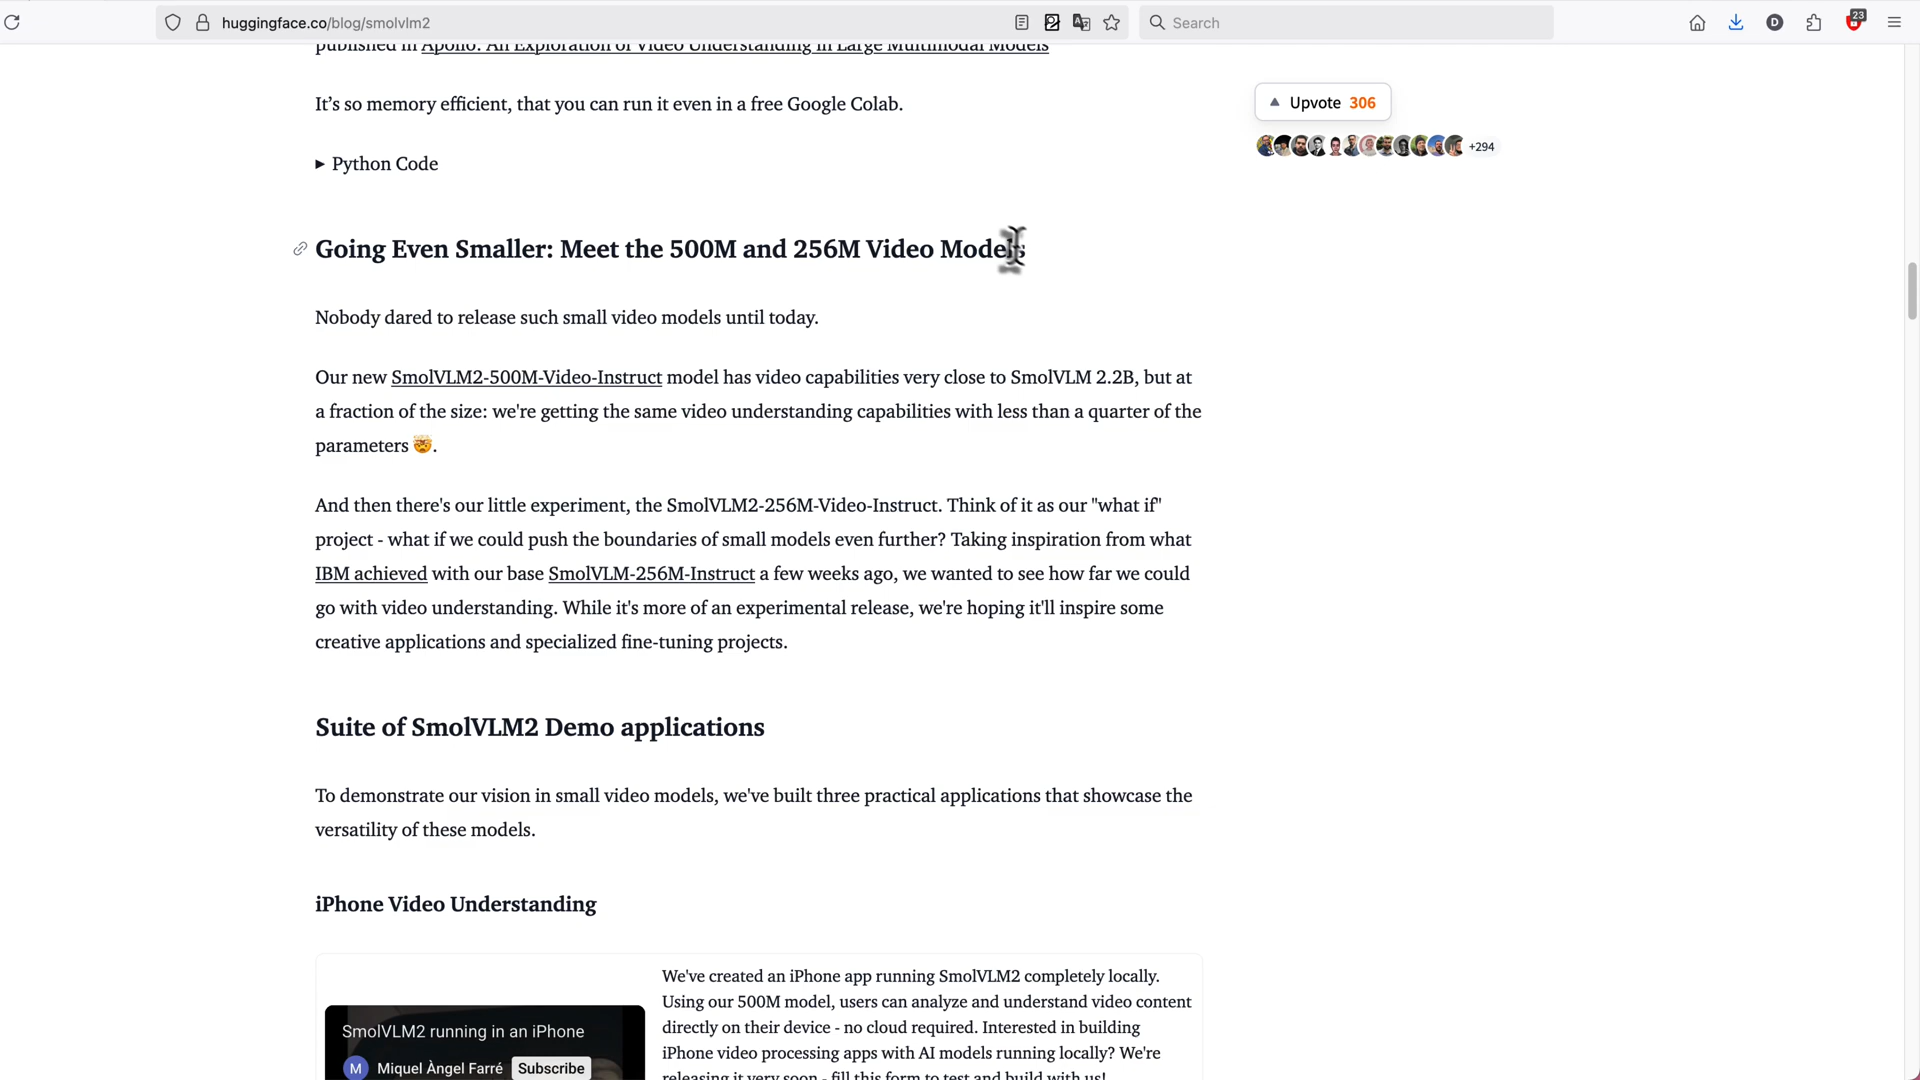 huggingface.co/blog/smolvlm2
Search
23
published in Apollo: An Exploration of Video Understanding in Large Multimodal Models
It’s so memory efficient, that you can run it even in a free Google Colab.
Upvote 306
+294
Python Code
Going Even Smaller: Meet the 500M and 256M Video Models
Nobody dared to release such small video models until today.
Our new SmolVLM2-500M-Video-Instruct model has video capabilities very close to SmolVLM 2.2B, but at
a fraction of the size: we're getting the same video understanding capabilities with less than a quarter of the
parameters 🤯.
And then there's our little experiment, the SmolVLM2-256M-Video-Instruct. Think of it as our "what if"
project - what if we could push the boundaries of small models even further? Taking inspiration from what
IBM achieved with our base SmolVLM-256M-Instruct a few weeks ago, we wanted to see how far we could
go with video understanding. While it's more of an experimental release, we're hoping it'll inspire some
creative applications and specialized fine-tuning projects.
Suite of SmolVLM2 Demo applications
To demonstrate our vision in small video models, we've built three practical applications that showcase the
versatility of these models.
iPhone Video Understanding
SmolVLM2 running in an iPhone
M Miquel Àngel Farré Subscribe
We've created an iPhone app running SmolVLM2 completely locally.
Using our 500M model, users can analyze and understand video content
directly on their device - no cloud required. Interested in building
iPhone video processing apps with AI models running locally? We're
releasing it very soon - fill this form to test and build with us!